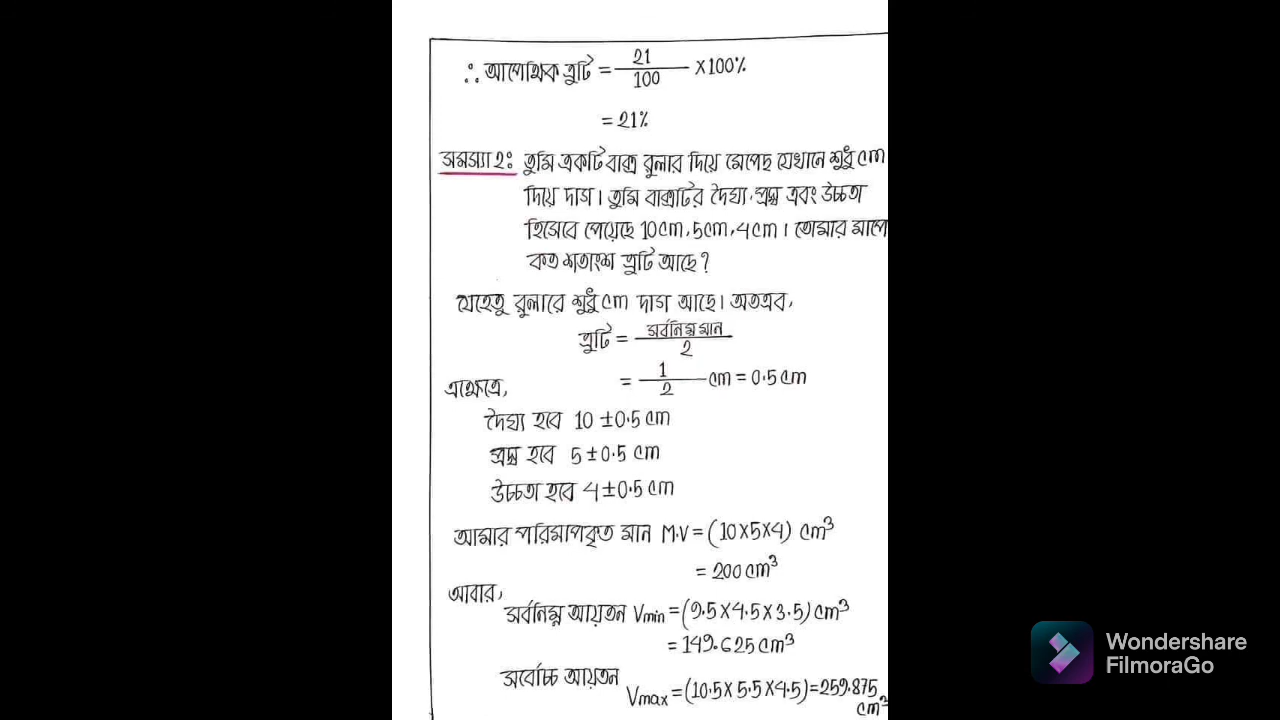 ∴ আপেক্ষিক ত্রুটি = 21/100 ×100%
= 21%
সমস্যা ২: তুমি একটি বাক্স রুলার দিয়ে মেপেছ যেখানে শুধু cm
দিয়ে দাগ। তুমি বাক্সটির দৈঘ্য, প্রস্থ এবং উচ্চতা
হিসেবে পেয়েছে 10cm, 5cm, 4cm। তোমার মাপে
কত শতাংশ ত্রুটি আছে?
যেহেতু রুলারে শুধু cm দাগ আছে। অতএব,
ত্রুটি = সর্বনিম্ন মান/2
= 1/2 cm = 0.5 cm
এক্ষেত্রে,
দৈঘ্য হবে 10 ±0.5 cm
প্রস্থ হবে 5 ± 0.5 cm
উচ্চতা হবে 4 ±0.5 cm
আমার পরিমাপকৃত মান M.V = (10×5×4) cm³
= 200 cm³
আবার,
সর্বনিম্ন আয়তন Vmin = (9.5×4.5×3.5) cm³
= 149.625 cm³
সর্বোচ্চ আয়তন
Vmax = (10.5×5.5×4.5) = 259.875
cm³
Wondershare
FilmoraGo